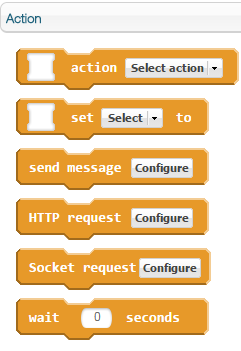 Action
action Select action
set Select to
send message Configure
HTTP request Configure
Socket request Configure
wait 0 seconds